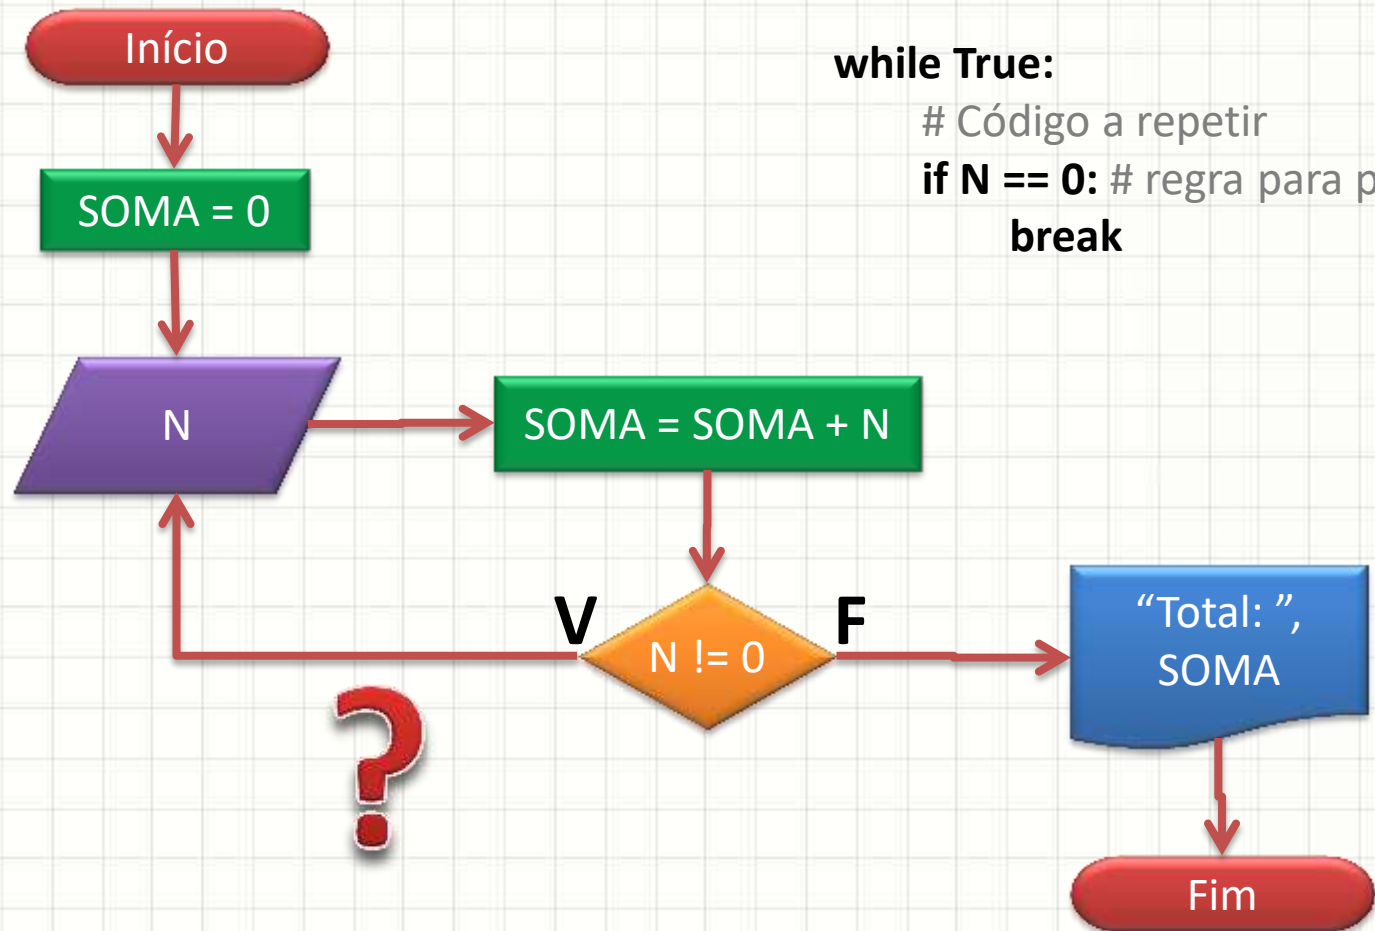 Início
while True:
# Código a repetir
if N == 0: # regra para
break
SOMA = 0
N
SOMA = SOMA + N
V
F
N != 0
“Total: ”,
SOMA
?
Fim